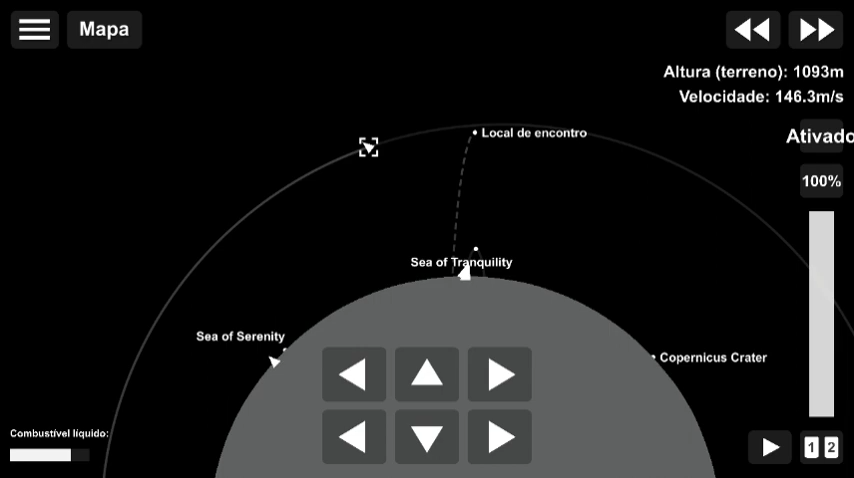 Mapa
Altura (terreno): 1093m
Velocidade: 146.3m/s
Local de encontro
Ativado
100%
Sea of Tranquility
Sea of Serenity
Copernicus Crater
Combustível líquido:
1 2